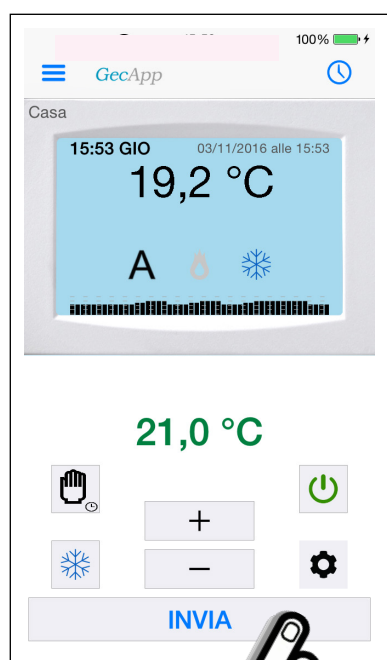 100%
GecApp
Casa
15:53 GIO 03/11/2016 alle 15:53
19,2 °C
A
21,0 °C
+
−
INVIA